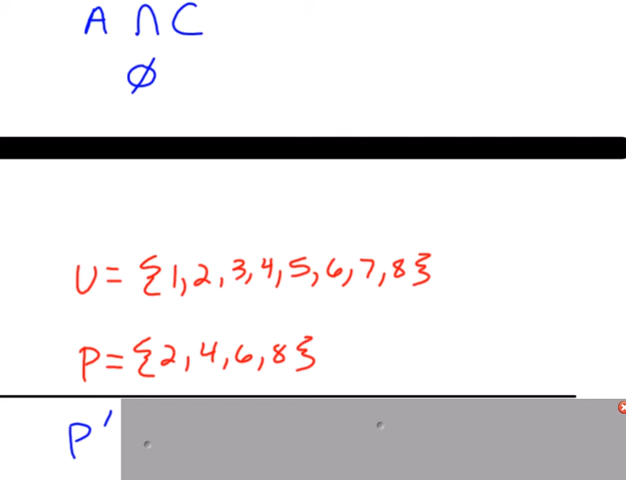 A ∩ C
∅
U = {1,2,3,4,5,6,7,8}
P = {2,4,6,8}
P'